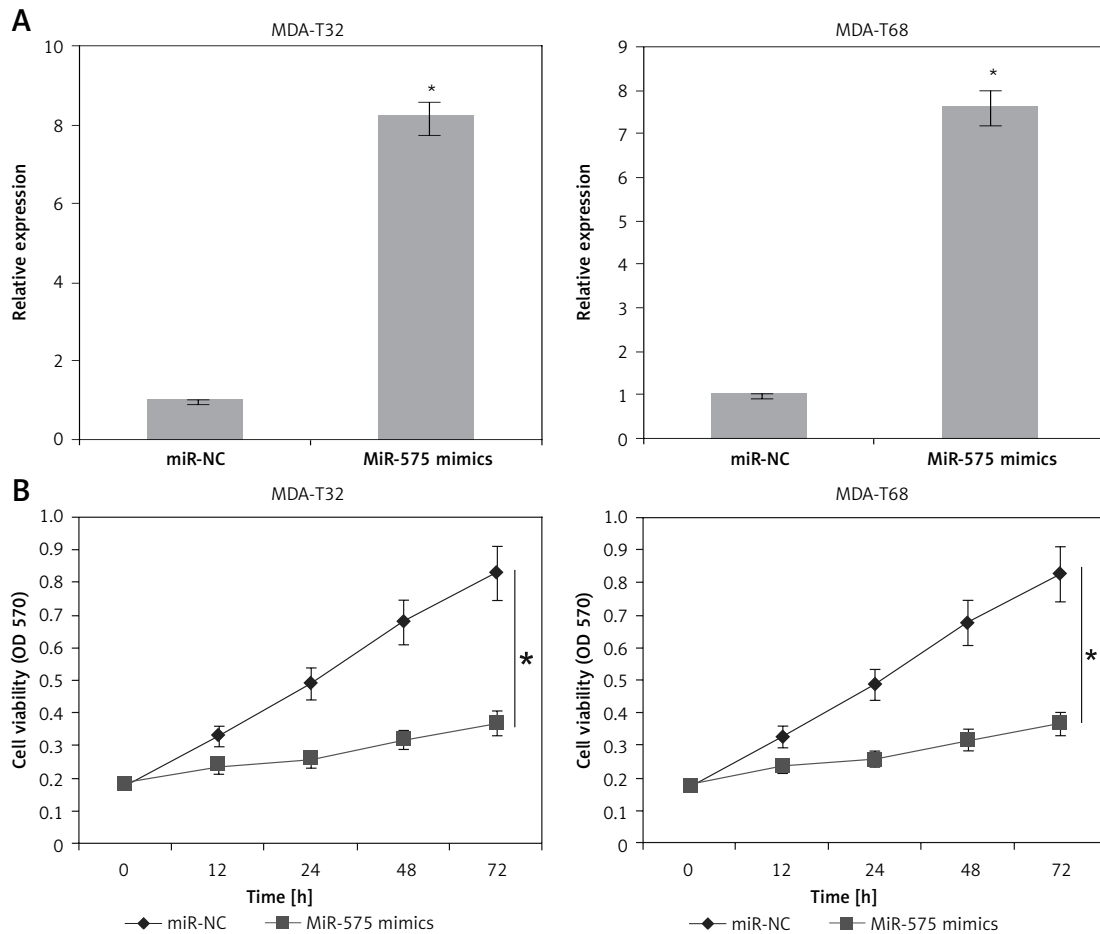 A
MDA-T32
Relative expression
10
8
6
4
2
0
*
miR-NC MiR-575 mimics
MDA-T68
Relative expression
9
8
7
6
5
4
3
2
1
0
*
miR-NC MiR-575 mimics
B
MDA-T32
Cell viability (OD 570)
1.0
0.9
0.8
0.7
0.6
0.5
0.4
0.3
0.2
0.1
0
*
0 12 24 48 72
Time [h]
miR-NC MiR-575 mimics
MDA-T68
Cell viability (OD 570)
1.0
0.9
0.8
0.7
0.6
0.5
0.4
0.3
0.2
0.1
0
*
0 12 24 48 72
Time [h]
miR-NC MiR-575 mimics